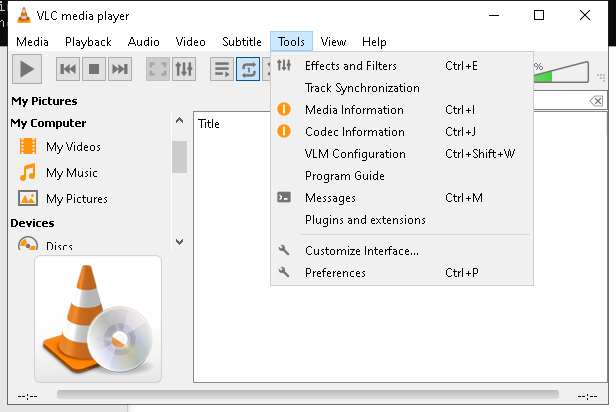 VLC media player
Media Playback Audio Video Subtitle Tools View Help
Effects and Filters Ctrl+E
%
Track Synchronization
My Pictures
Media Information Ctrl+I
My Computer
Title
Codec Information Ctrl+J
My Videos
VLM Configuration Ctrl+Shift+W
My Music
Program Guide
My Pictures
Messages Ctrl+M
Devices
Plugins and extensions
Discs
Customize Interface...
Preferences Ctrl+P
--:-- --:--